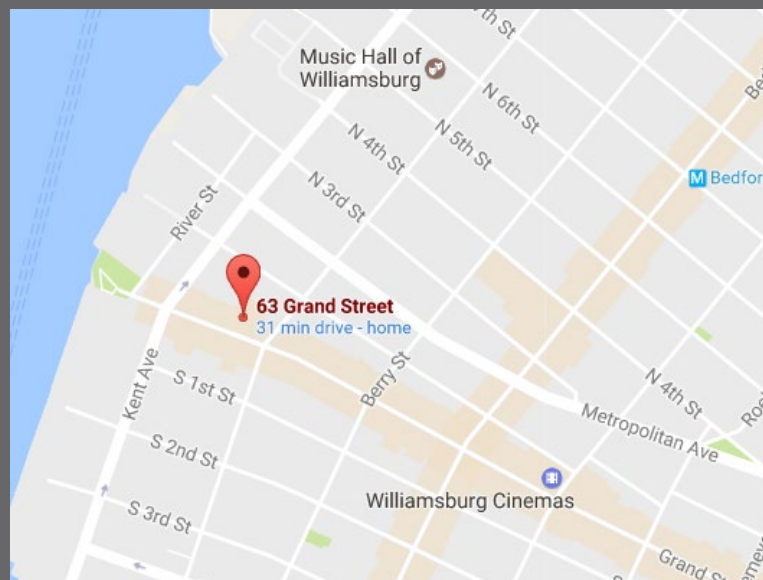 7th St
Music Hall of
Williamsburg
N 6th St
N 5th St
N 4th St
M Bedfor
N 3rd St
River St
63 Grand Street
31 min drive - home
Kent Ave
S 1st St
Berry St
N 4th St
Metropolitan Ave
S 2nd St
Williamsburg Cinemas
S 3rd St
Grand St